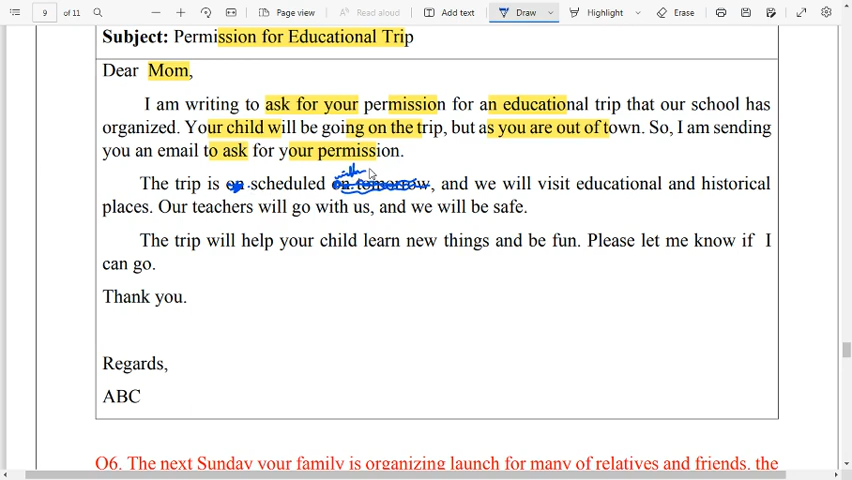 9 of 11
Page view
Read aloud
Add text
Draw
Highlight
Erase
Subject: Permission for Educational Trip
Dear Mom,
I am writing to ask for your permission for an educational trip that our school has
organized. Your child will be going on the trip, but as you are out of town. So, I am sending
you an email to ask for your permission.
The trip is on scheduled on tomorrow, and we will visit educational and historical
places. Our teachers will go with us, and we will be safe.
The trip will help your child learn new things and be fun. Please let me know if I
can go.
Thank you.
Regards,
ABC
Q6. The next Sunday your family is organizing launch for many of relatives and friends, the